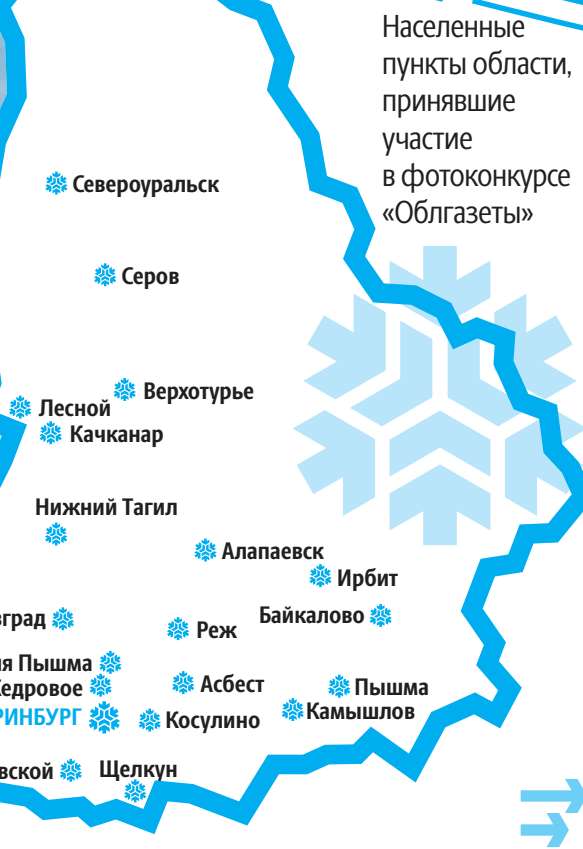 Населенные
пункты области,
принявшие
участие
в фотоконкурсе
«Облгазеты»
Североуральск
Серов
Верхотурье
Лесной
Качканар
Нижний Тагил
Алапаевск
Ирбит
Байкалово
Реж
Пышма
Асбест
Пышма
Камышлов
Косулино
Щелкун